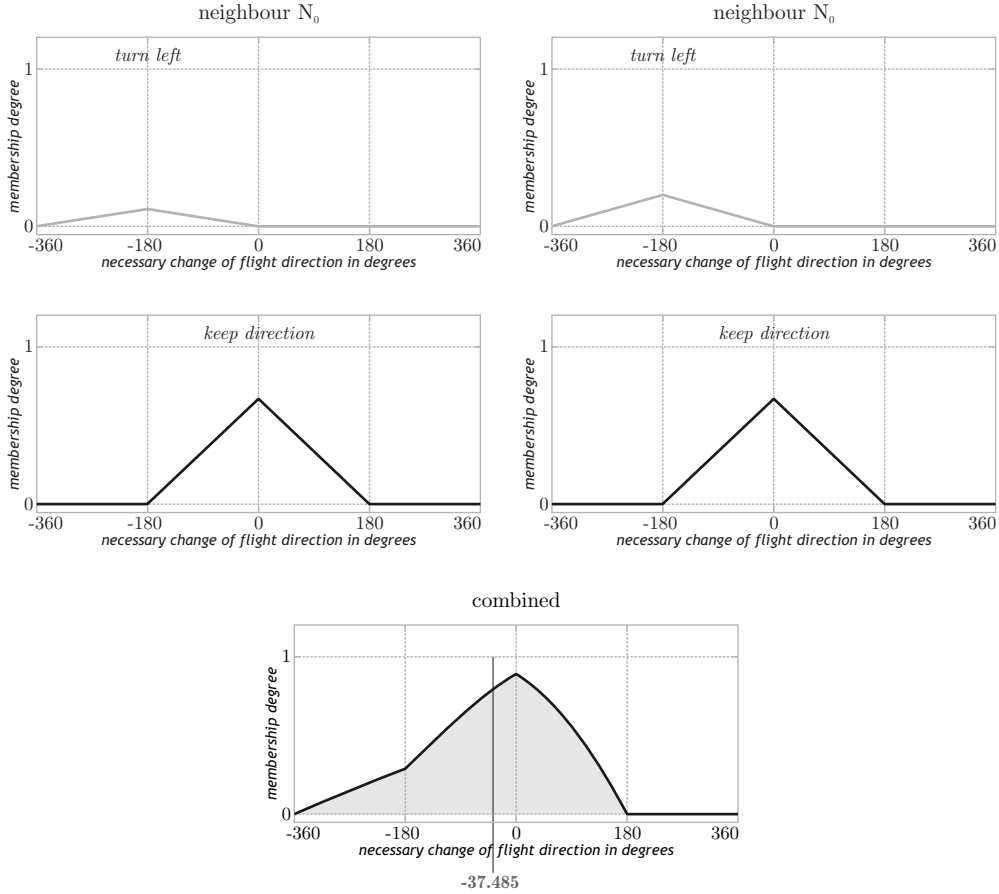 neighbour N₀
turn left
membership degree
1
0
-360 -180 0 180 360
necessary change of flight direction in degrees
neighbour N₀
turn left
membership degree
1
0
-360 -180 0 180 360
necessary change of flight direction in degrees
keep direction
membership degree
1
0
-360 -180 0 180 360
necessary change of flight direction in degrees
keep direction
membership degree
1
0
-360 -180 0 180 360
necessary change of flight direction in degrees
combined
membership degree
1
0
-360 -180 0 180 360
necessary change of flight direction in degrees
-37.485